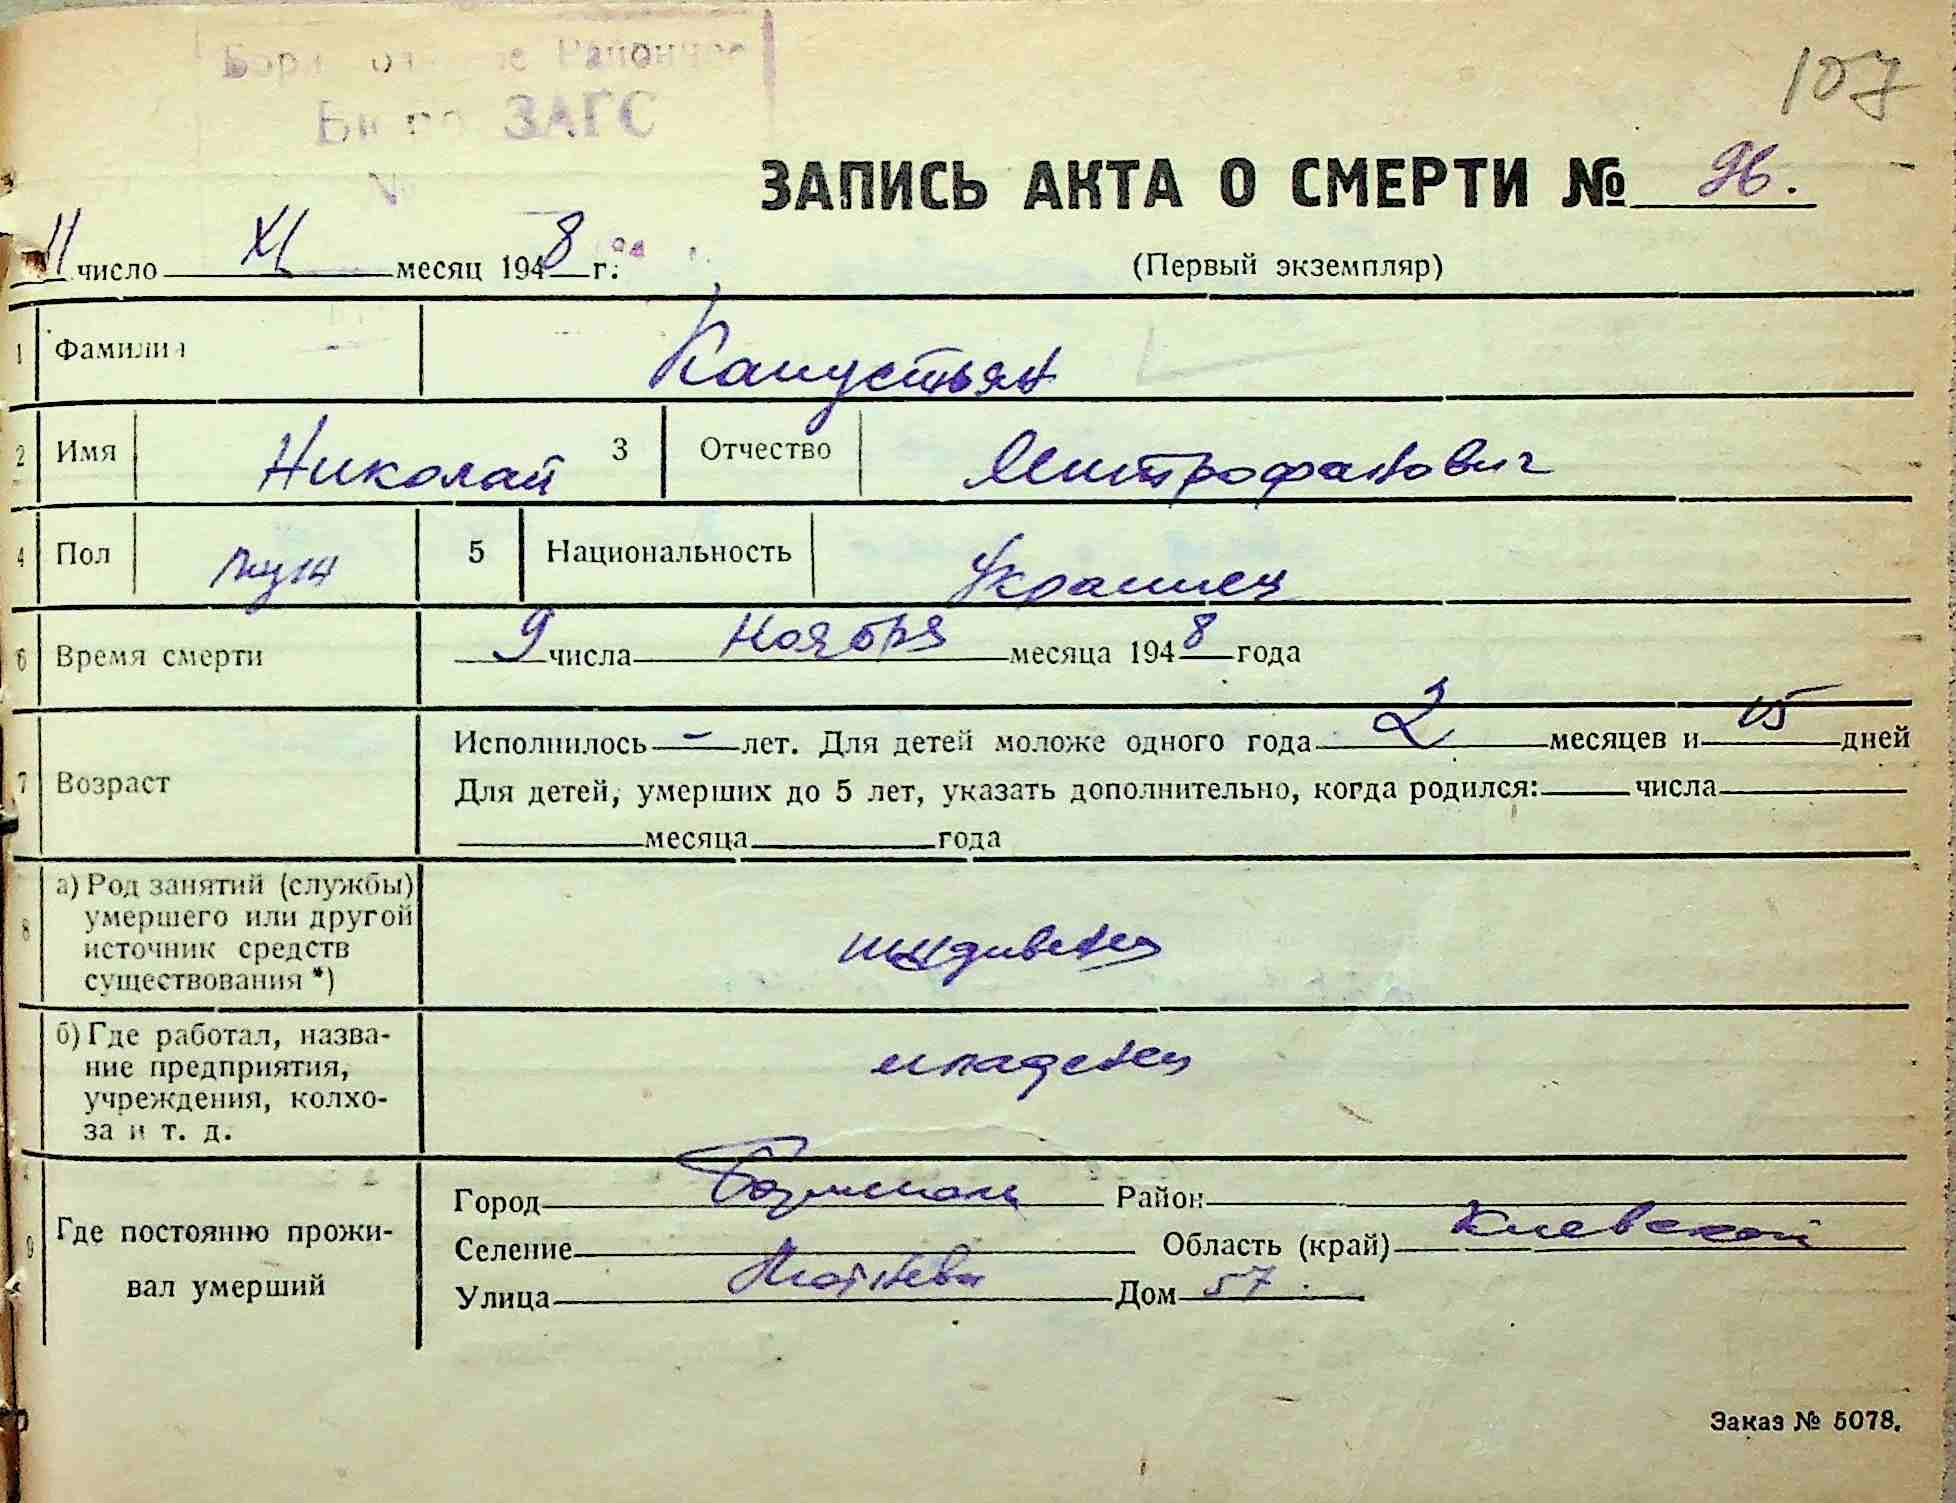 Районное
Бюро ЗАГС
107
ЗАПИСЬ АКТА О СМЕРТИ № 96.
11 число XI месяц 1948 г.
(Первый экземпляр)
1 Фамилия Капустьян
2 Имя Николай 3 Отчество Митрофанович
4 Пол муж 5 Национальность Украинец
6 Время смерти 9 числа Ноября месяца 1948 года
7 Возраст Исполнилось - лет. Для детей моложе одного года 2 месяцев и 15 дней
Для детей, умерших до 5 лет, указать дополнительно, когда родился: числа
месяца года
8 а) Род занятий (службы)
умершего или другой
источник средств
существования *)
иждивенец
б) Где работал, назва-
ние предприятия,
учреждения, колхо-
за и т. д.
младенец
9 Где постоянно прожи-
вал умерший
Город Борисполь Район
Селение Область (край) Киевской
Улица Дом 57.
Заказ № 5078.